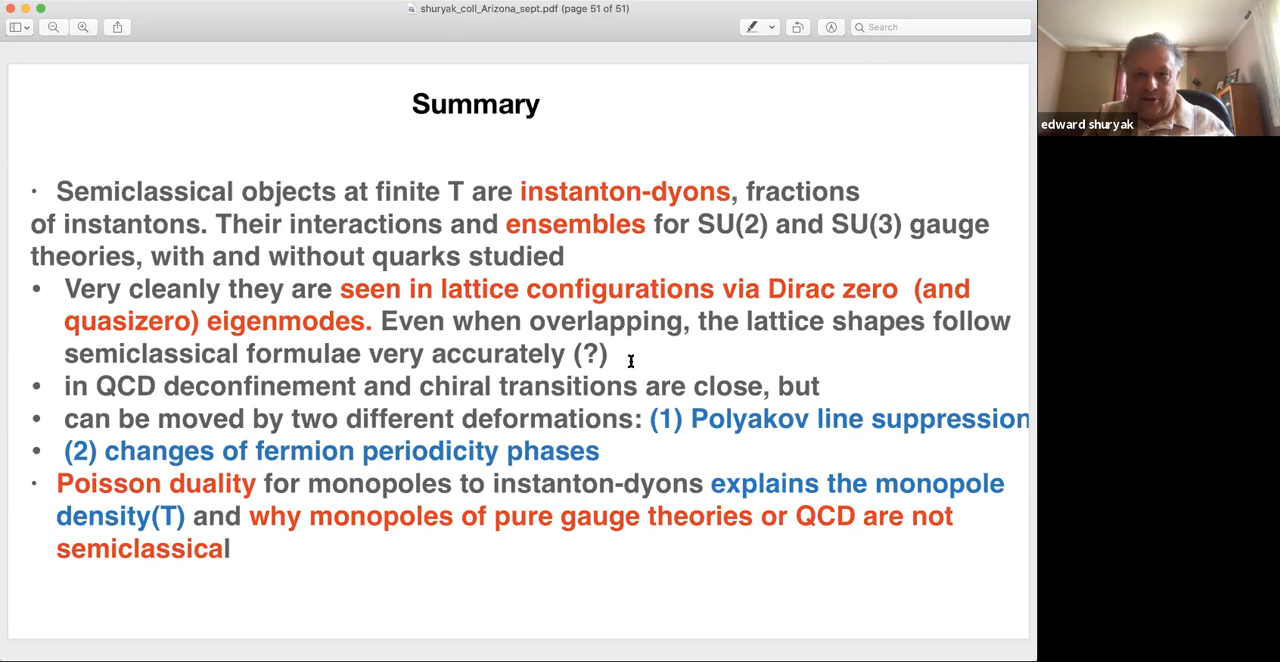 shuryak_coll_Arizona_sept.pdf (page 51 of 51)
Search
edward shuryak
Summary
· Semiclassical objects at finite T are instanton-dyons, fractions
of instantons. Their interactions and ensembles for SU(2) and SU(3) gauge
theories, with and without quarks studied
• Very cleanly they are seen in lattice configurations via Dirac zero (and
quasizero) eigenmodes. Even when overlapping, the lattice shapes follow
semiclassical formulae very accurately (?)
• in QCD deconfinement and chiral transitions are close, but
• can be moved by two different deformations: (1) Polyakov line suppression
• (2) changes of fermion periodicity phases
· Poisson duality for monopoles to instanton-dyons explains the monopole
density(T) and why monopoles of pure gauge theories or QCD are not
semiclassical